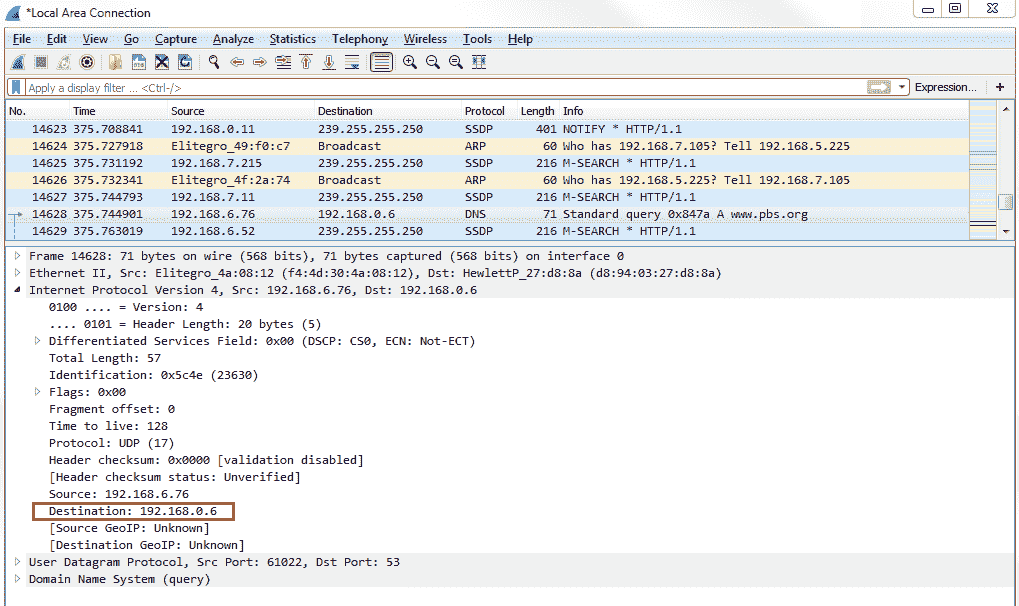 *Local Area Connection
File Edit View Go Capture Analyze Statistics Telephony Wireless Tools Help
Apply a display filter ... <Ctrl-/> Expression... +
No. Time Source Destination Protocol Length Info
14623 375.708841 192.168.0.11 239.255.255.250 SSDP 401 NOTIFY * HTTP/1.1
14624 375.727918 Elitegro_49:f0:c7 Broadcast ARP 60 Who has 192.168.7.105? Tell 192.168.5.225
14625 375.731192 192.168.7.215 239.255.255.250 SSDP 216 M-SEARCH * HTTP/1.1
14626 375.732341 Elitegro_4f:2a:74 Broadcast ARP 60 Who has 192.168.5.225? Tell 192.168.7.105
14627 375.744793 192.168.7.11 239.255.255.250 SSDP 216 M-SEARCH * HTTP/1.1
14628 375.744901 192.168.6.76 192.168.0.6 DNS 71 Standard query 0x847a A www.pbs.org
14629 375.763019 192.168.6.52 239.255.255.250 SSDP 216 M-SEARCH * HTTP/1.1
Frame 14628: 71 bytes on wire (568 bits), 71 bytes captured (568 bits) on interface 0
Ethernet II, Src: Elitegro_4a:08:12 (f4:4d:30:4a:08:12), Dst: HewlettP_27:d8:8a (d8:94:03:27:d8:8a)
Internet Protocol Version 4, Src: 192.168.6.76, Dst: 192.168.0.6
0100 .... = Version: 4
.... 0101 = Header Length: 20 bytes (5)
Differentiated Services Field: 0x00 (DSCP: CS0, ECN: Not-ECT)
Total Length: 57
Identification: 0x5c4e (23630)
Flags: 0x00
Fragment offset: 0
Time to live: 128
Protocol: UDP (17)
Header checksum: 0x0000 [validation disabled]
[Header checksum status: Unverified]
Source: 192.168.6.76
Destination: 192.168.0.6
[Source GeoIP: Unknown]
[Destination GeoIP: Unknown]
User Datagram Protocol, Src Port: 61022, Dst Port: 53
Domain Name System (query)